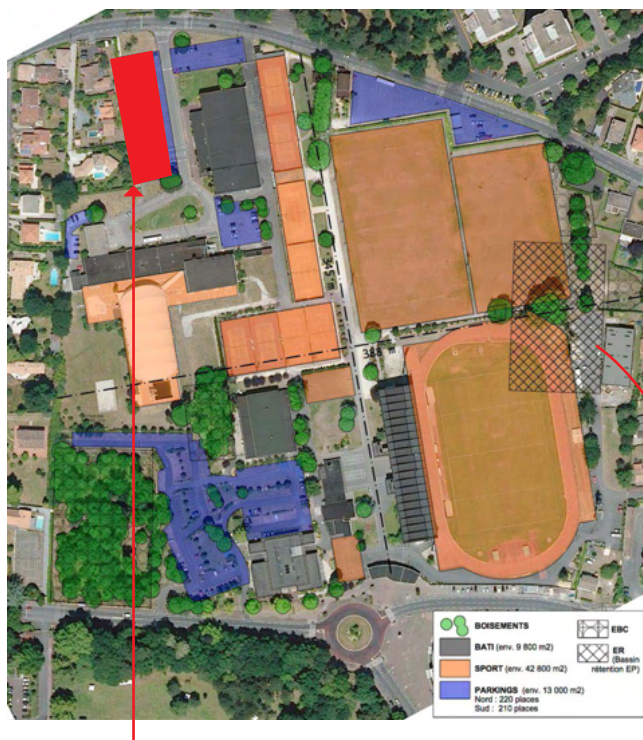 345
388 m
BOISEMENTS
BATI (env. 9 800 m2)
SPORT (env. 42 800 m2)
PARKINGS (env. 13 000 m2)
Nord : 220 places
Sud : 210 places
EBC
ER
(Bassin
rétention EP)